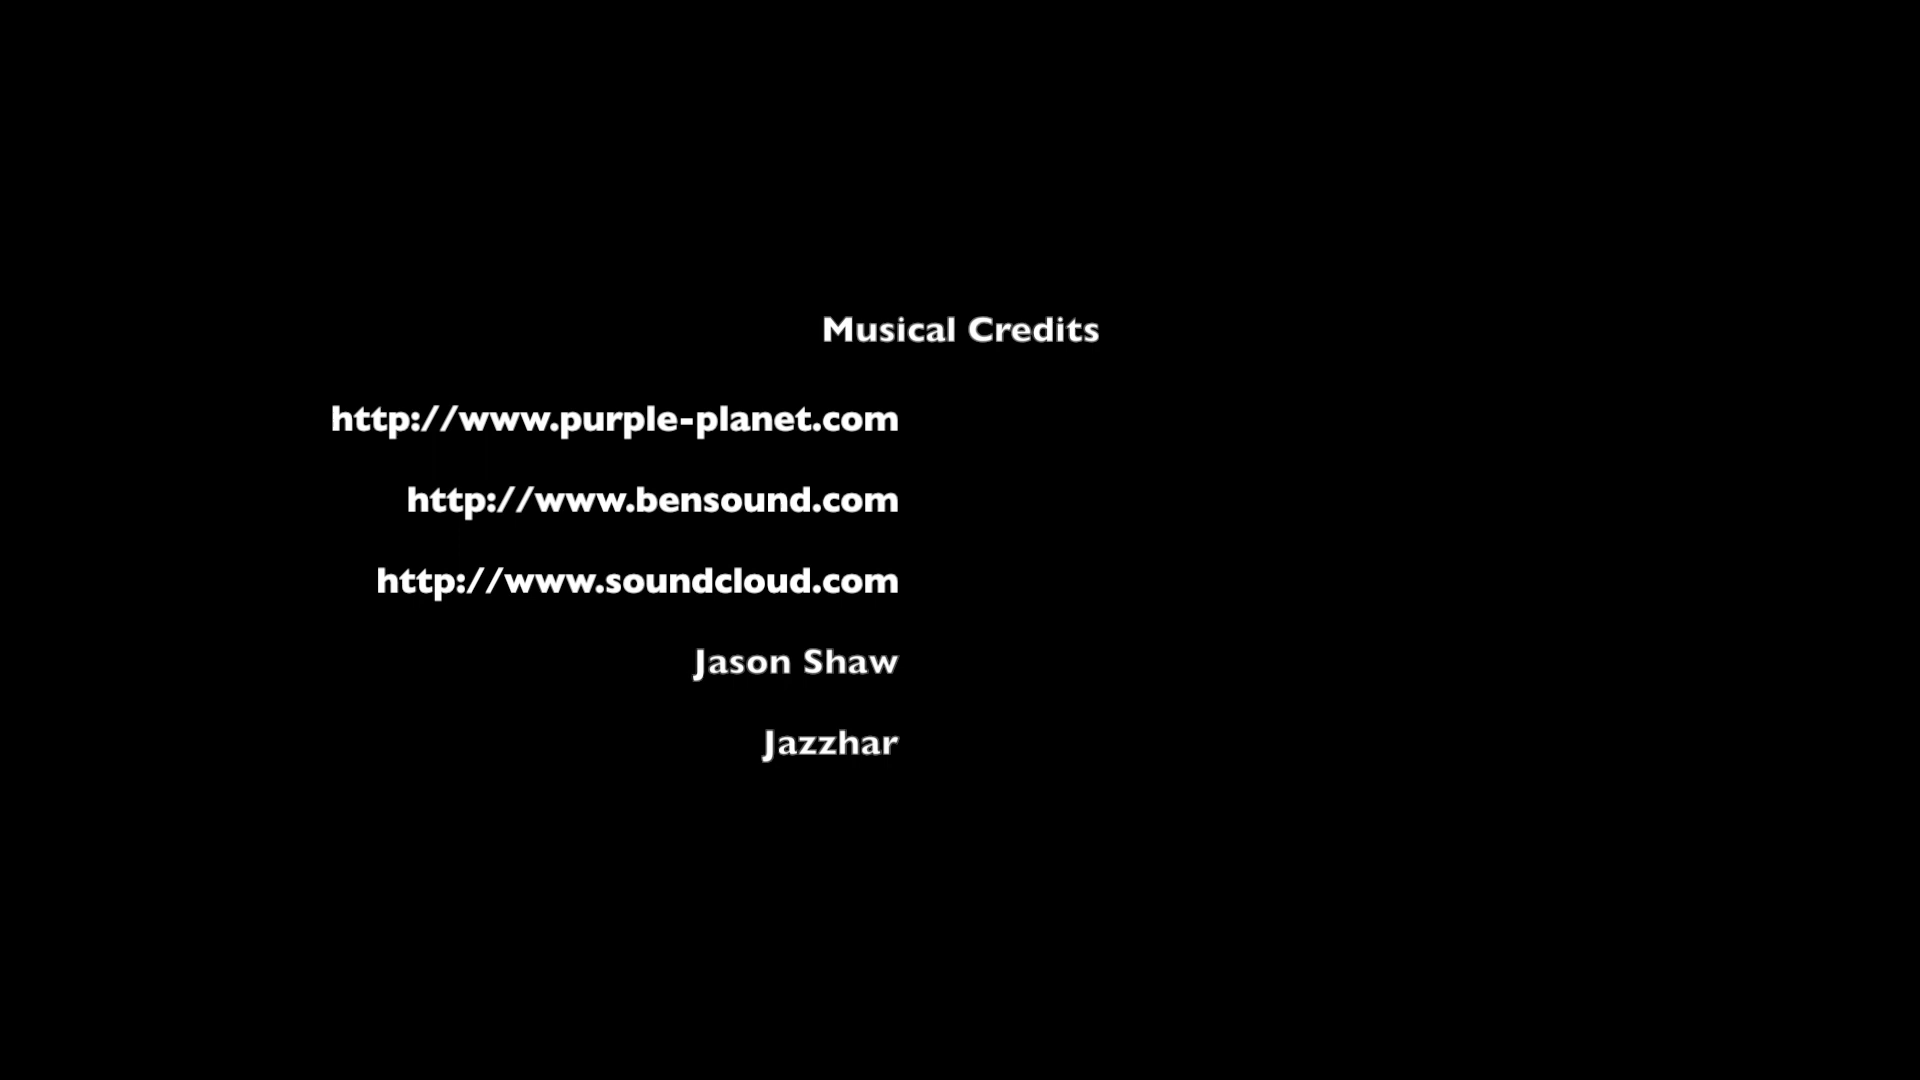 Musical Credits
http://www.purple-planet.com
http://www.bensound.com
http://www.soundcloud.com
Jason Shaw
Jazzhar